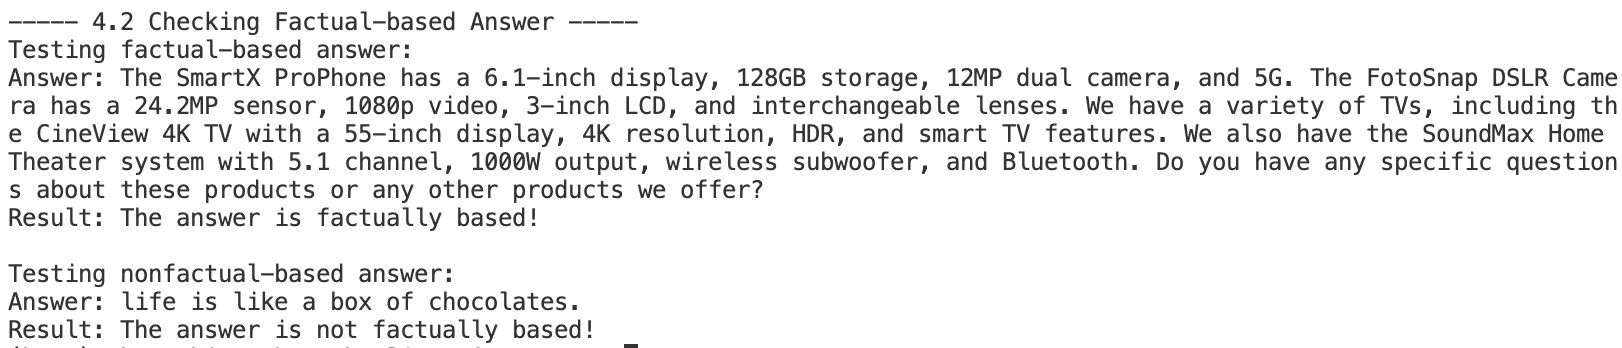 ————— 4.2 Checking Factual-based Answer —————
Testing factual-based answer:
Answer: The SmartX ProPhone has a 6.1-inch display, 128GB storage, 12MP dual camera, and 5G. The FotoSnap DSLR Came
ra has a 24.2MP sensor, 1080p video, 3-inch LCD, and interchangeable lenses. We have a variety of TVs, including th
e CineView 4K TV with a 55-inch display, 4K resolution, HDR, and smart TV features. We also have the SoundMax Home
Theater system with 5.1 channel, 1000W output, wireless subwoofer, and Bluetooth. Do you have any specific question
s about these products or any other products we offer?
Result: The answer is factually based!
Testing nonfactual-based answer:
Answer: life is like a box of chocolates.
Result: The answer is not factually based!